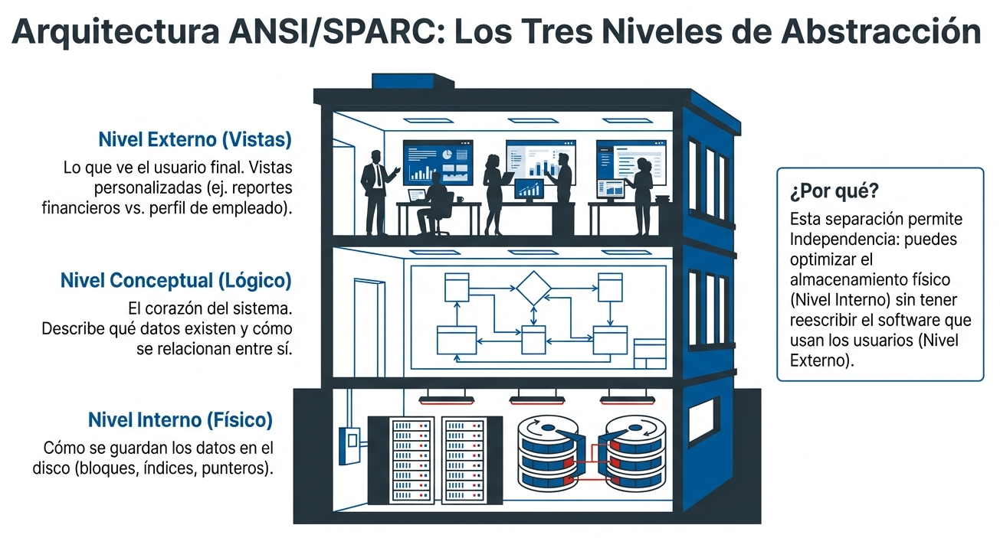 Arquitectura ANSI/SPARC: Los Tres Niveles de Abstracción
Nivel Externo (Vistas)
Lo que ve el usuario final. Vistas
personalizadas (ej. reportes
financieros vs. perfil de empleado).
Nivel Conceptual (Lógico)
El corazón del sistema.
Describe qué datos existen y cómo
se relacionan entre sí.
Nivel Interno (Físico)
Cómo se guardan los datos en el
disco (bloques, índices, punteros).
¿Por qué?
Esta separación permite
Independencia: puedes
optimizar el
almacenamiento físico
(Nivel Interno) sin tener
reescribir el software que
usan los usuarios (Nivel
Externo).